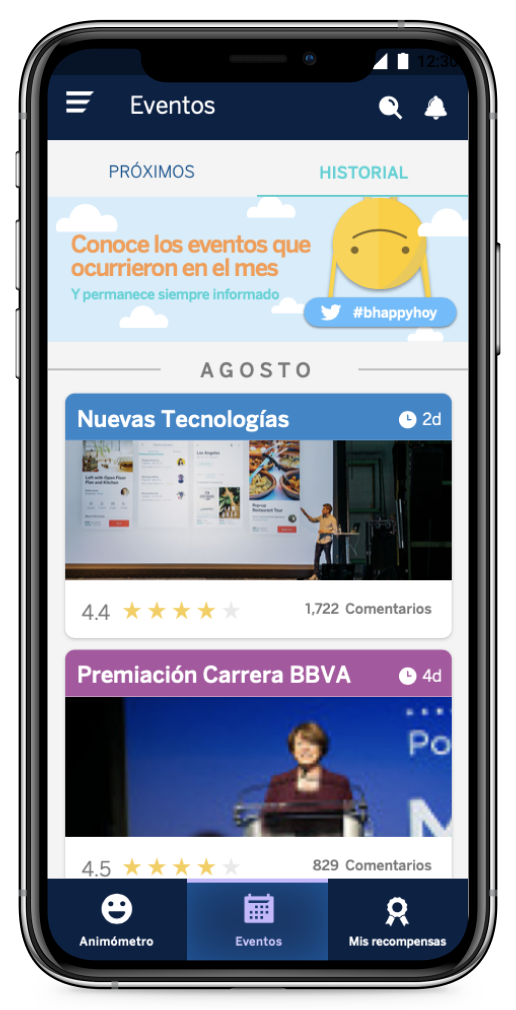 12:30
Eventos
PRÓXIMOS
HISTORIAL
Conoce los eventos que
ocurrieron en el mes
Y permanece siempre informado
#bhappyhoy
AGOSTO
Nuevas Tecnologías
2d
Los Angeles
Left with Open Floor
Plan and Kitchen
Pop-up
Restaurant Tour
4.4
1,722 Comentarios
Premiación Carrera BBVA
4d
Po
M
4.5
829 Comentarios
Animómetro
Eventos
Mis recompensas